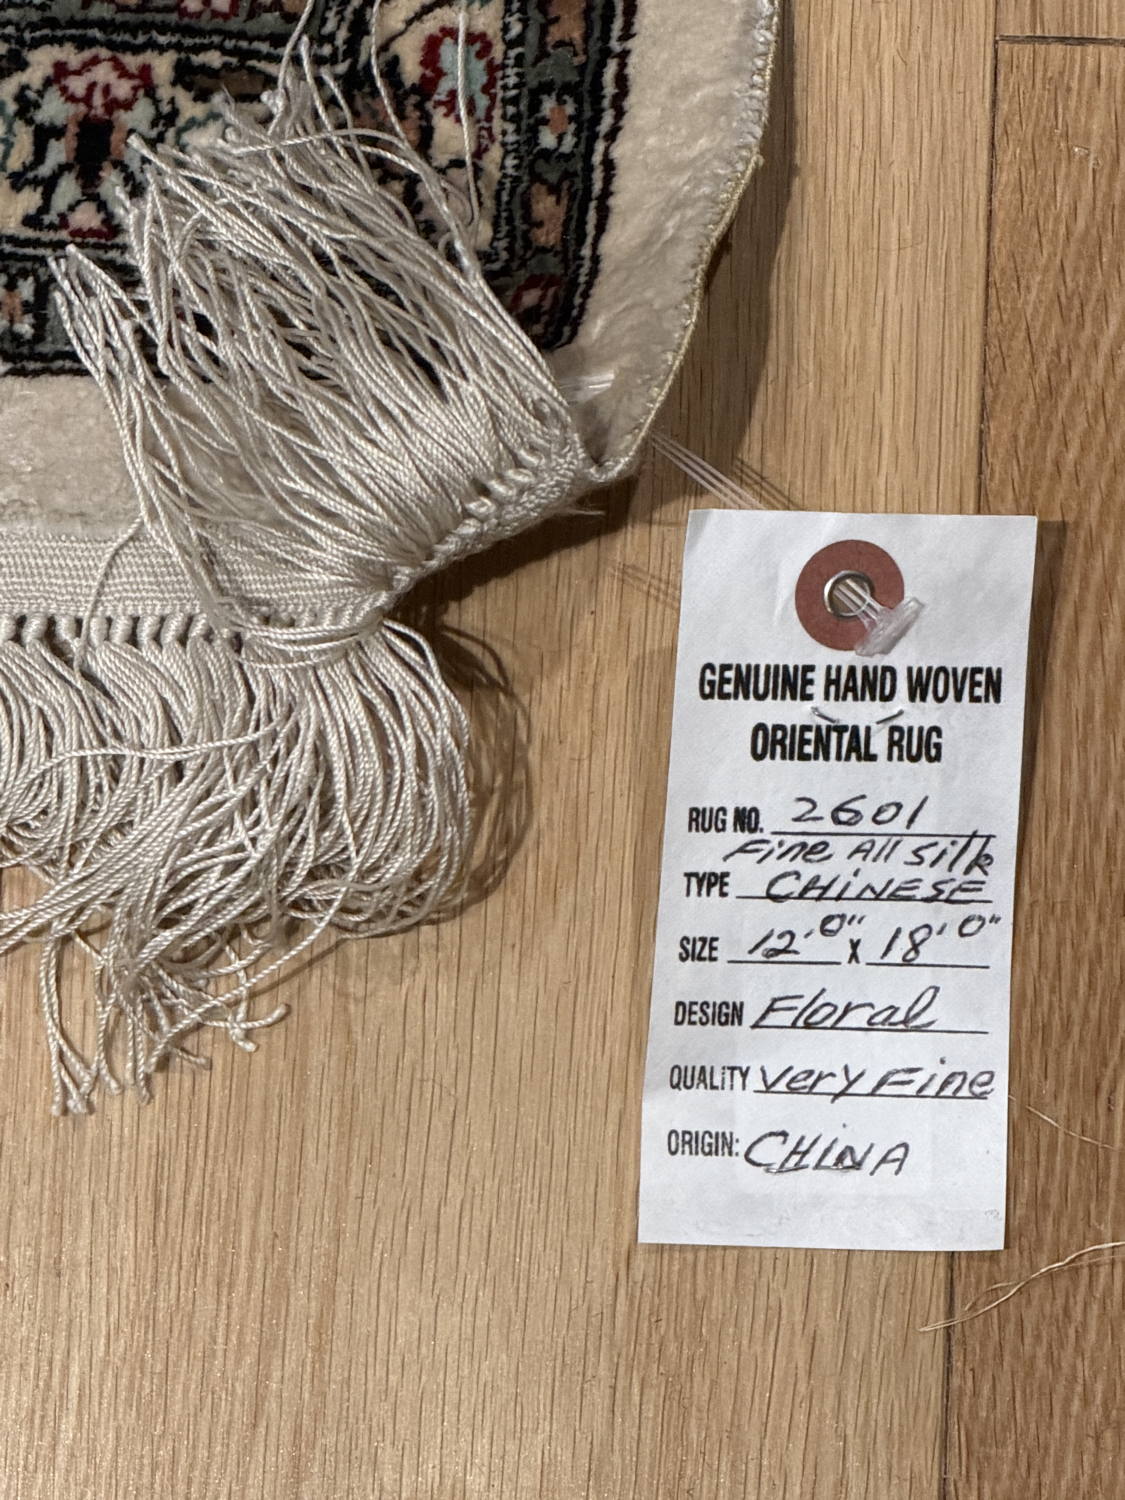 GENUINE HAND WOVEN
ORIENTAL RUG
RUG NO. 2601
Fine All Silk
TYPE CHINESE
SIZE 12'0" X 18'0"
DESIGN Floral
QUALITY Very Fine
ORIGIN: CHINA